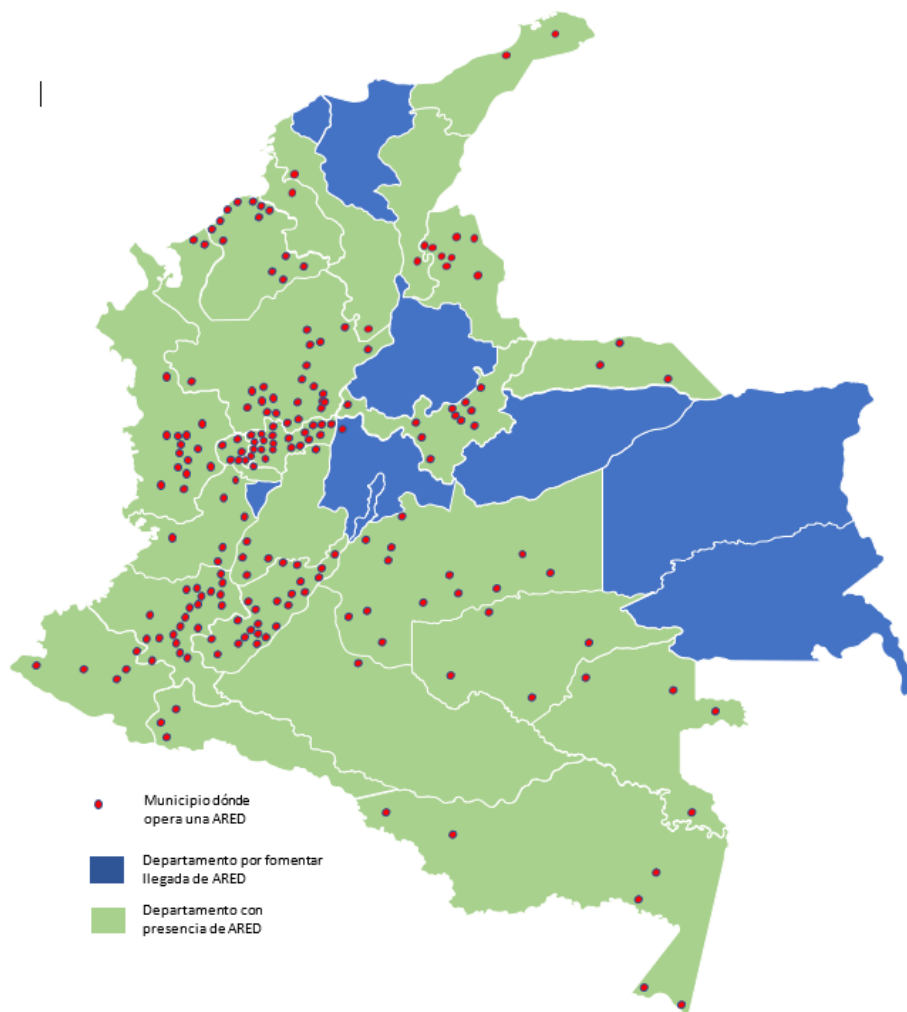 Municipio dónde
opera una ARED
Departamento por fomentar
llegada de ARED
Departamento con
presencia de ARED